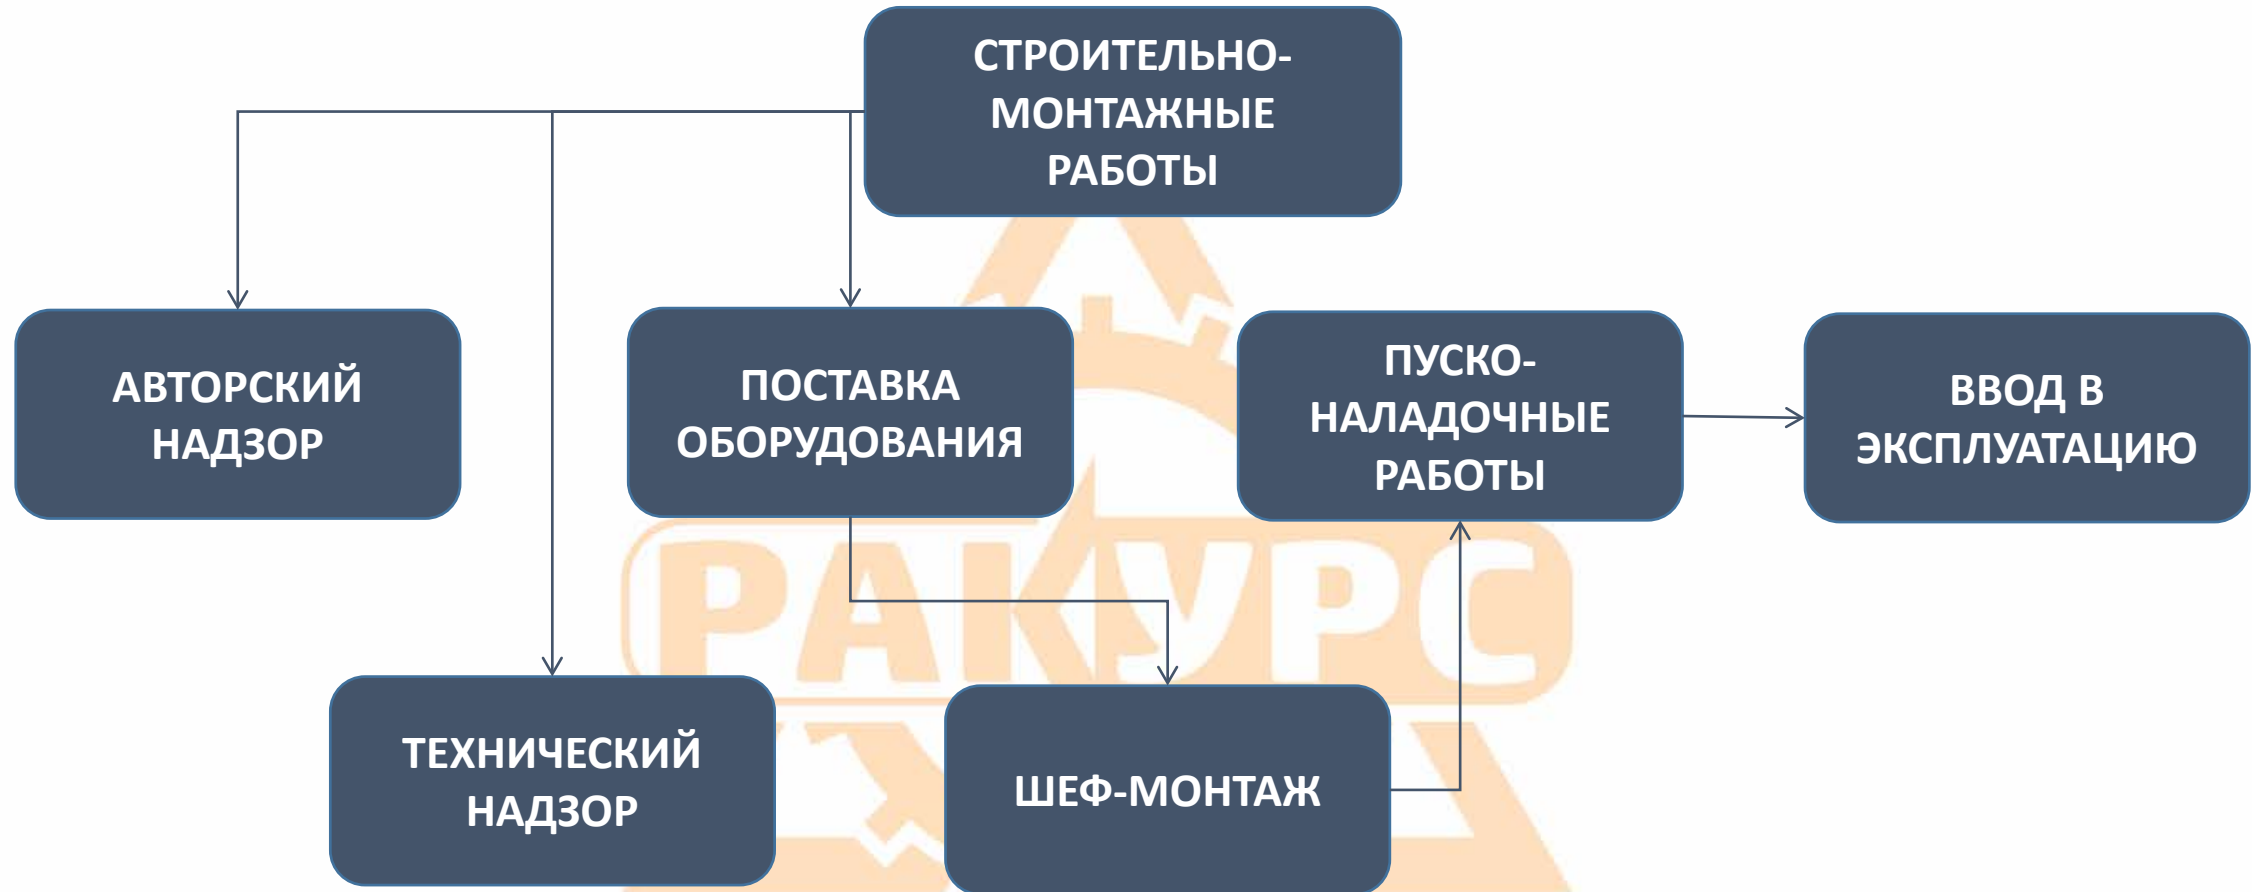 СТРОИТЕЛЬНО-
МОНТАЖНЫЕ
РАБОТЫ
АВТОРСКИЙ
НАДЗОР
ПОСТАВКА
ОБОРУДОВАНИЯ
ПУСКО-
НАЛАДОЧНЫЕ
РАБОТЫ
ВВОД В
ЭКСПЛУАТАЦИЮ
РАКУРС
ТЕХНИЧЕСКИЙ
НАДЗОР
ШЕФ-МОНТАЖ